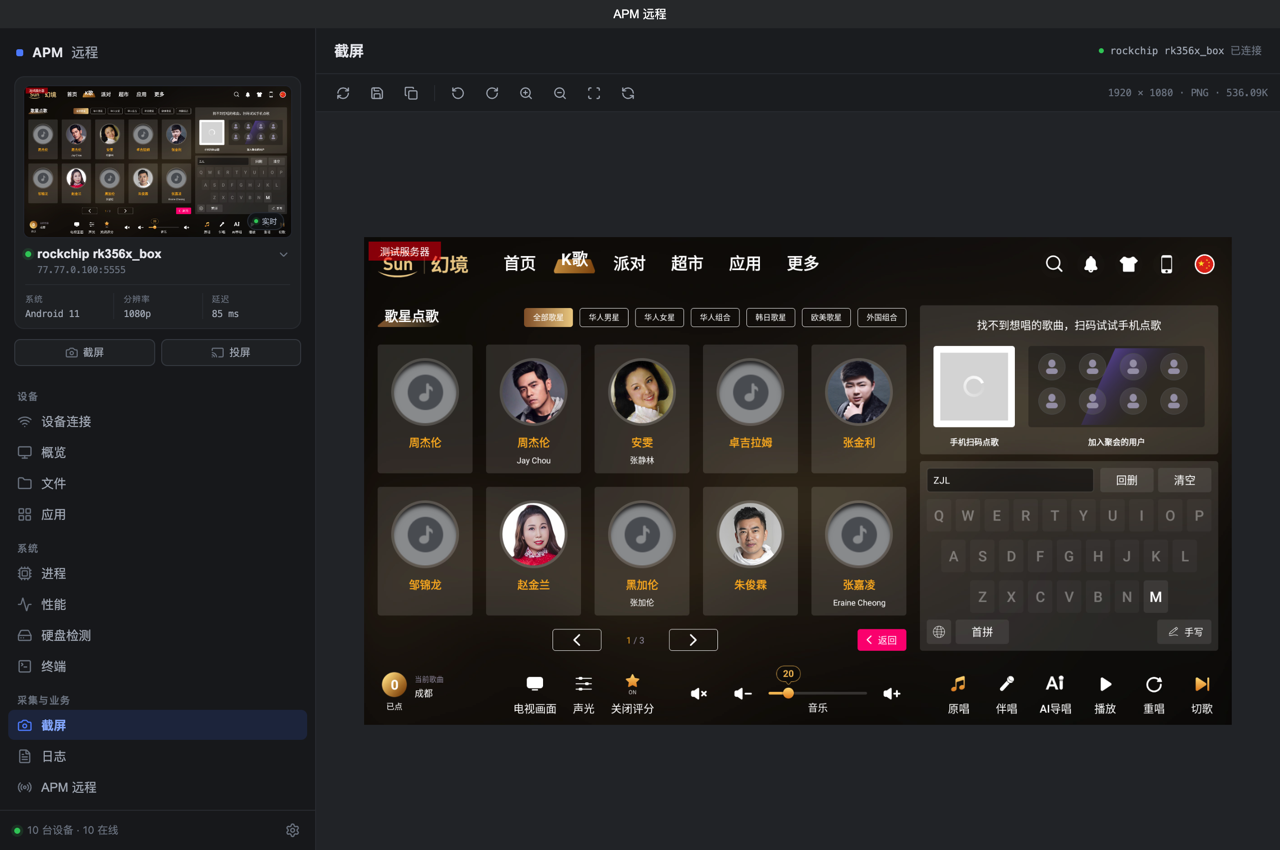 APM 远程
APM 远程
rockchip rk356x_box
77.77.0.100:5555
系统
分辨率
延迟
Android 11
1080p
85 ms
实时
截屏
投屏
设备
设备连接
概览
文件
应用
系统
进程
性能
硬盘检测
终端
采集与业务
截屏
日志
APM 远程
10 台设备 · 10 在线
截屏
rockchip rk356x_box 已连接
1920 × 1080 · PNG · 536.09K
测试服务器
Sun 幻境
首页
K歌
派对
超市
应用
更多
歌星点歌
全部歌星
华人男星
华人女星
华人组合
韩日歌星
欧美歌星
外国组合
周杰伦
周杰伦
Jay Chou
安雯
张静林
卓吉拉姆
张金利
邹锦龙
赵金兰
黑加伦
张加伦
朱俊霖
张嘉凌
Eraine Cheong
1 / 3
返回
找不到想唱的歌曲，扫码试试手机点歌
手机扫码点歌
加入聚会的用户
ZJL
回删
清空
Q W E R T Y U I O P
A S D F G H J K L
Z X C V B N M
首拼
手写
0
已点
当前歌曲
成都
电视画面
声光
ON
关闭评分
20
音乐
原唱
伴唱
Ai
AI导唱
播放
重唱
切歌